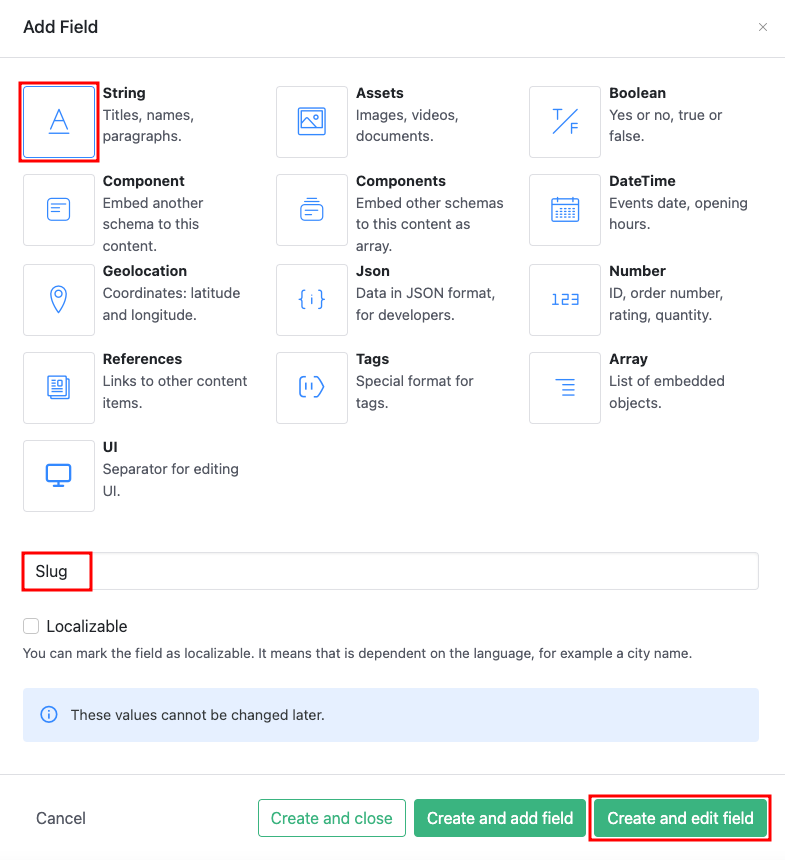 Add Field
×
String
Titles, names,
paragraphs.
Assets
Images, videos,
documents.
Boolean
Yes or no, true or
false.
Component
Embed another
schema to this
content.
Components
Embed other schemas
to this content as
array.
DateTime
Events date, opening
hours.
Geolocation
Coordinates: latitude
and longitude.
Json
Data in JSON format,
for developers.
Number
ID, order number,
rating, quantity.
References
Links to other content
items.
Tags
Special format for
tags.
Array
List of embedded
objects.
UI
Separator for editing
UI.
Slug
Localizable
You can mark the field as localizable. It means that is dependent on the language, for example a city name.
These values cannot be changed later.
Cancel
Create and close
Create and add field
Create and edit field